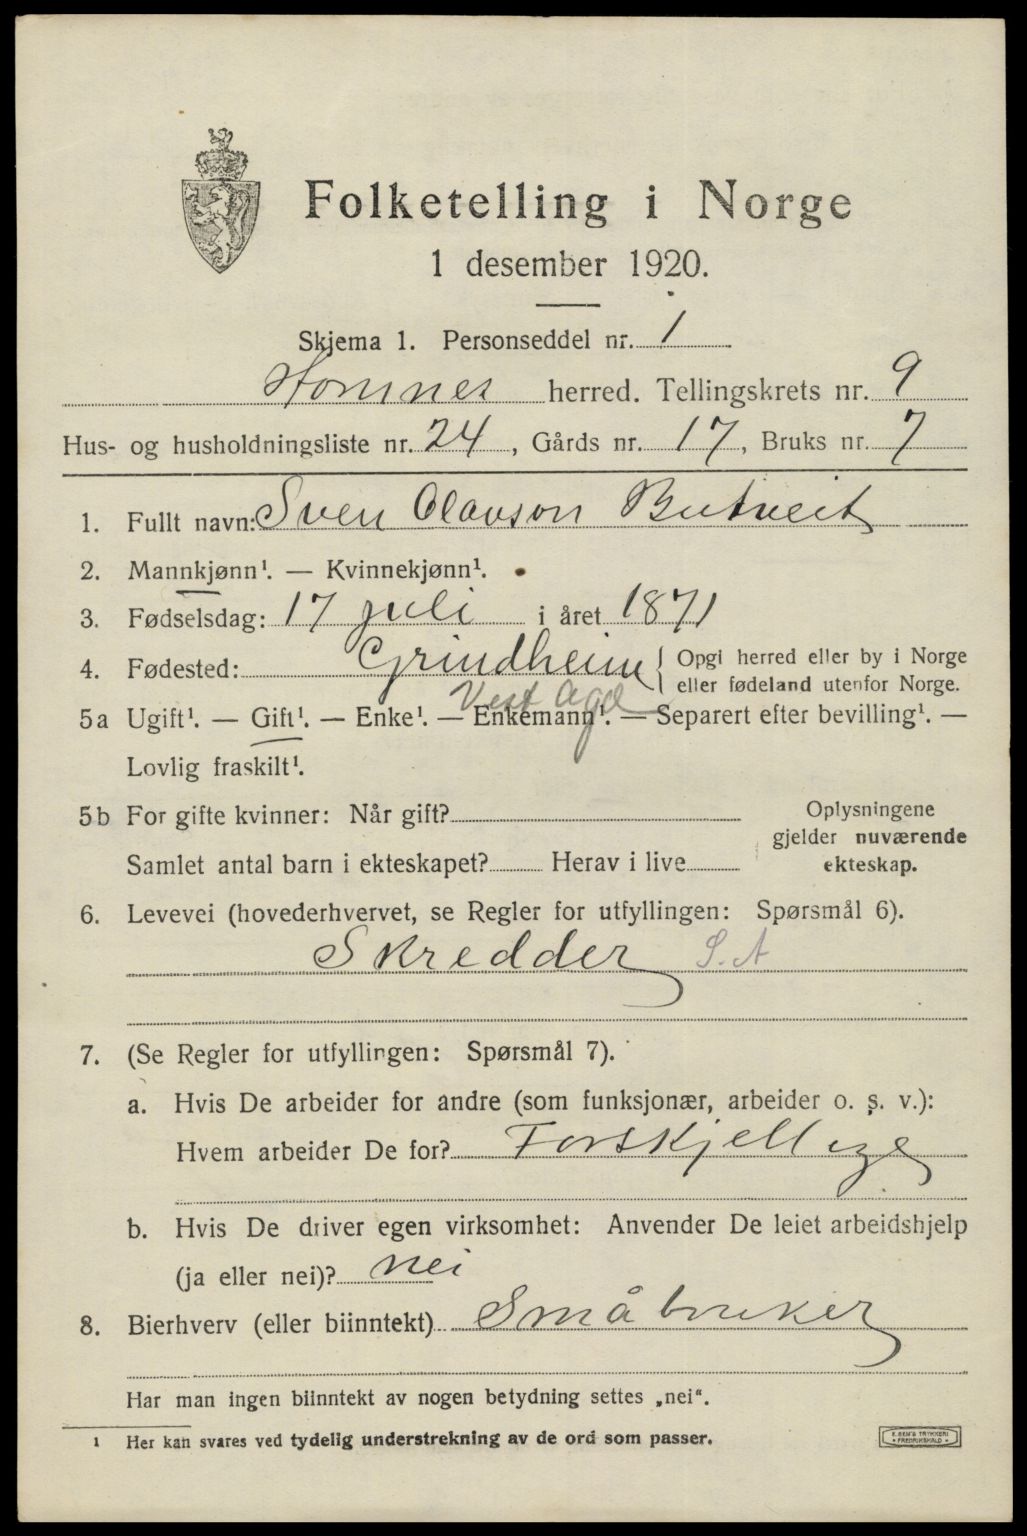 Folketelling i Norge
1 desember 1920.
Skjema 1. Personseddel nr. 1
Hornnes herred. Tellingskrets nr. 9
Hus- og husholdningsliste nr. 24, Gårds nr. 17, Bruks nr. 7
1. Fullt navn: Sven Olavson Butveit
2. Mannkjønn¹. — Kvinnekjønn¹.
3. Fødselsdag: 17 juli i året 1871
4. Fødested: Grindheim { Opgi herred eller by i Norge
eller fødeland utenfor Norge.
Vest Agd
5a Ugift¹. — Gift¹. — Enke¹. — Enkemann¹. — Separert efter bevilling¹. —
Lovlig fraskilt¹.
5b For gifte kvinner: Når gift?
Samlet antal barn i ekteskapet? Herav i live
Oplysningene
gjelder nuværende
ekteskap.
6. Levevei (hovederhvervet, se Regler for utfyllingen: Spørsmål 6).
Skredder S.A
7. (Se Regler for utfyllingen: Spørsmål 7).
a. Hvis De arbeider for andre (som funksjonær, arbeider o. s. v.):
Hvem arbeider De for? Forskjellige
b. Hvis De driver egen virksomhet: Anvender De leiet arbeidshjelp
(ja eller nei)? nei
8. Bierhverv (eller biinntekt) Småbruker
Har man ingen biinntekt av nogen betydning settes „nei“.
¹ Her kan svares ved tydelig understrekning av de ord som passer.
E. SEM'S TRYKKERI
FREDRIKSHALD